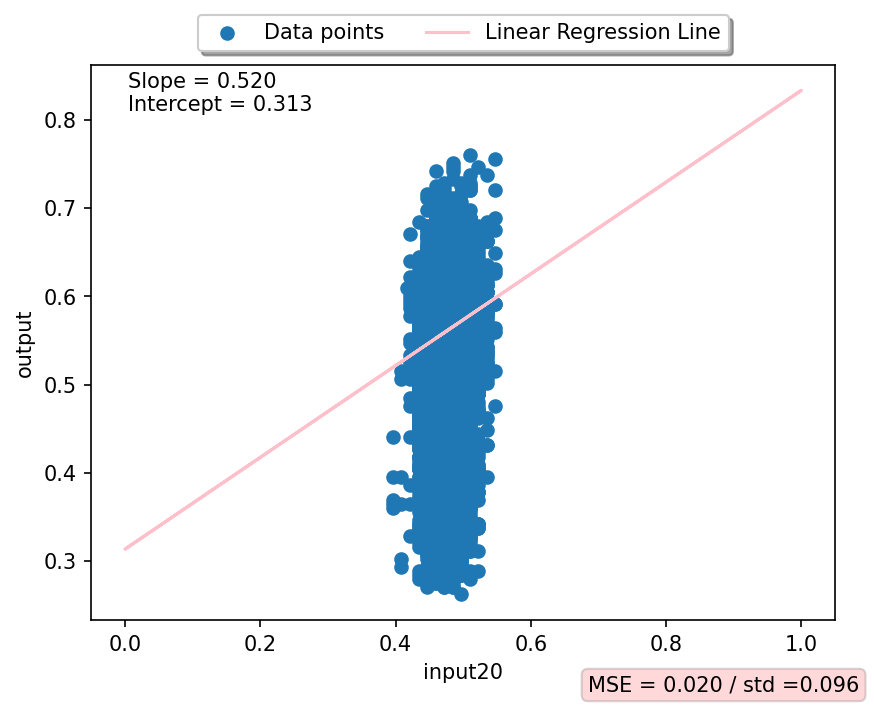 Data points
Linear Regression Line
Slope = 0.520
Intercept = 0.313
0.8
0.7
0.6
0.5
0.4
0.3
output
0.0
0.2
0.4
0.6
0.8
1.0
input20
MSE = 0.020 / std =0.096